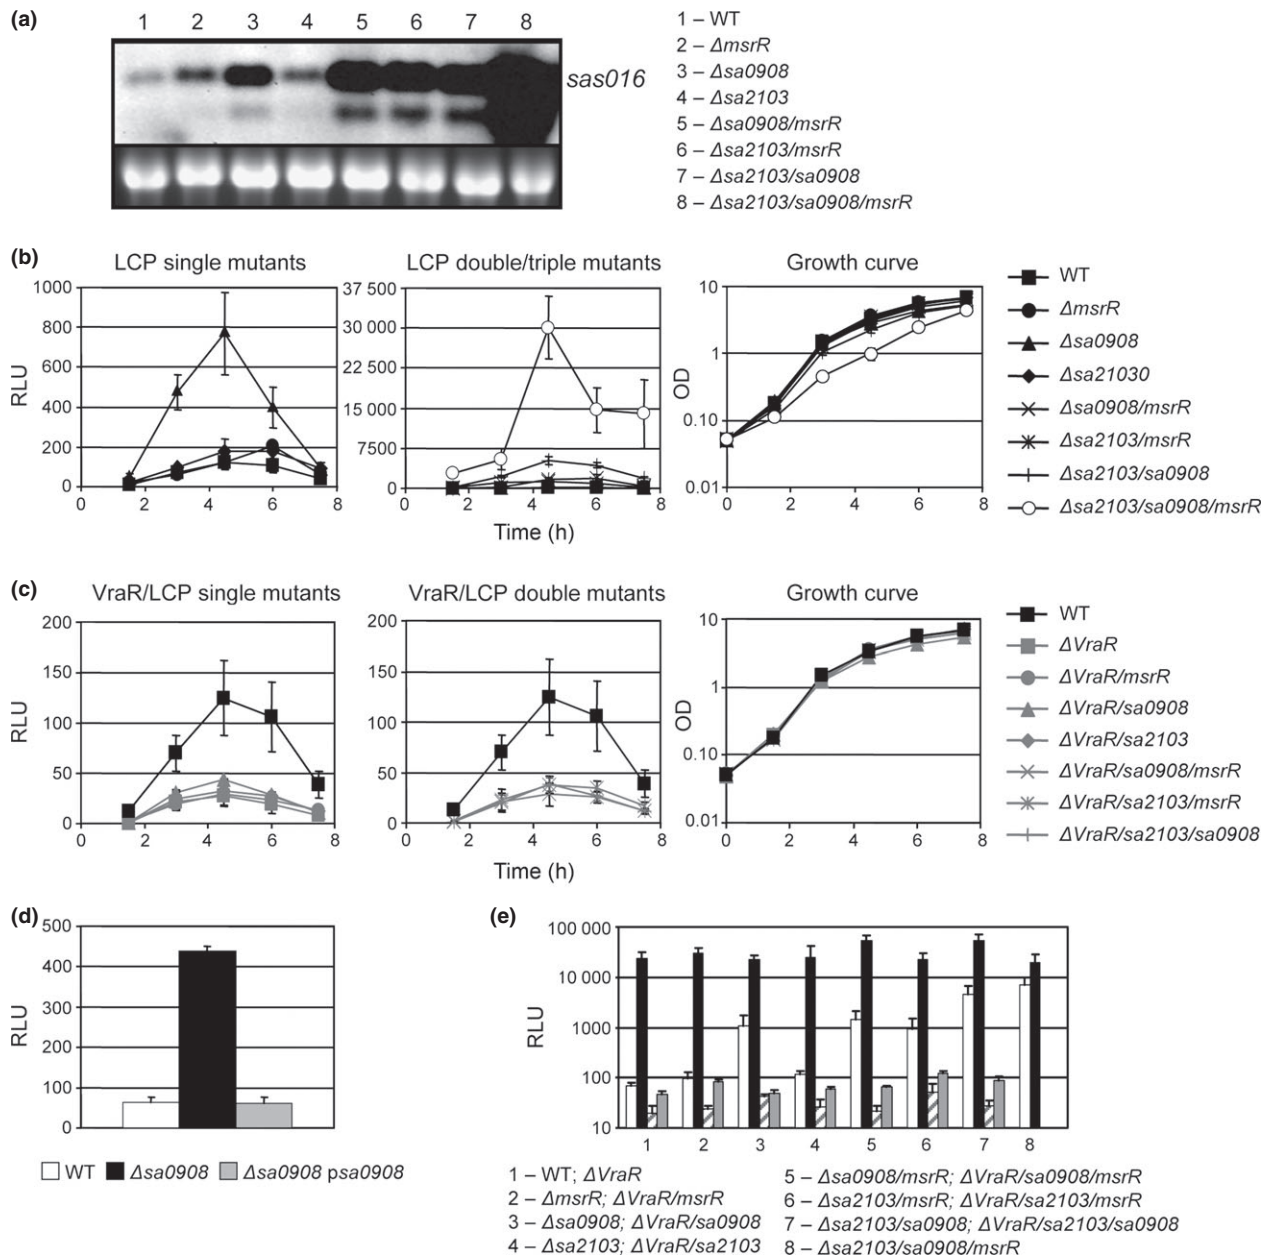 (a)
1 2 3 4 5 6 7 8
sas016
1 – WT
2 – ΔmsrR
3 – Δsa0908
4 – Δsa2103
5 – Δsa0908/msrR
6 – Δsa2103/msrR
7 – Δsa2103/sa0908
8 – Δsa2103/sa0908/msrR
(b)
LCP single mutants
1000
800
600
400
200
0
RLU
0 2 4 6 8
LCP double/triple mutants
37 500
30 000
22 500
15 000
7500
0
0 2 4 6 8
Time (h)
Growth curve
10
1
0.10
0.01
OD
0 2 4 6 8
WT
ΔmsrR
Δsa0908
Δsa21030
Δsa0908/msrR
Δsa2103/msrR
Δsa2103/sa0908
Δsa2103/sa0908/msrR
(c)
VraR/LCP single mutants
200
150
100
50
0
RLU
0 2 4 6 8
VraR/LCP double mutants
200
150
100
50
0
0 2 4 6 8
Time (h)
Growth curve
10
1
0.10
0.01
OD
0 2 4 6 8
WT
ΔVraR
ΔVraR/msrR
ΔVraR/sa0908
ΔVraR/sa2103
ΔVraR/sa0908/msrR
ΔVraR/sa2103/msrR
ΔVraR/sa2103/sa0908
(d)
500
400
300
200
100
0
RLU
WT Δsa0908 Δsa0908 psa0908
(e)
100 000
10 000
1000
100
10
RLU
1 2 3 4 5 6 7 8
1 – WT; ΔVraR
2 – ΔmsrR; ΔVraR/msrR
3 – Δsa0908; ΔVraR/sa0908
4 – Δsa2103; ΔVraR/sa2103
5 – Δsa0908/msrR; ΔVraR/sa0908/msrR
6 – Δsa2103/msrR; ΔVraR/sa2103/msrR
7 – Δsa2103/sa0908; ΔVraR/sa2103/sa0908
8 – Δsa2103/sa0908/msrR